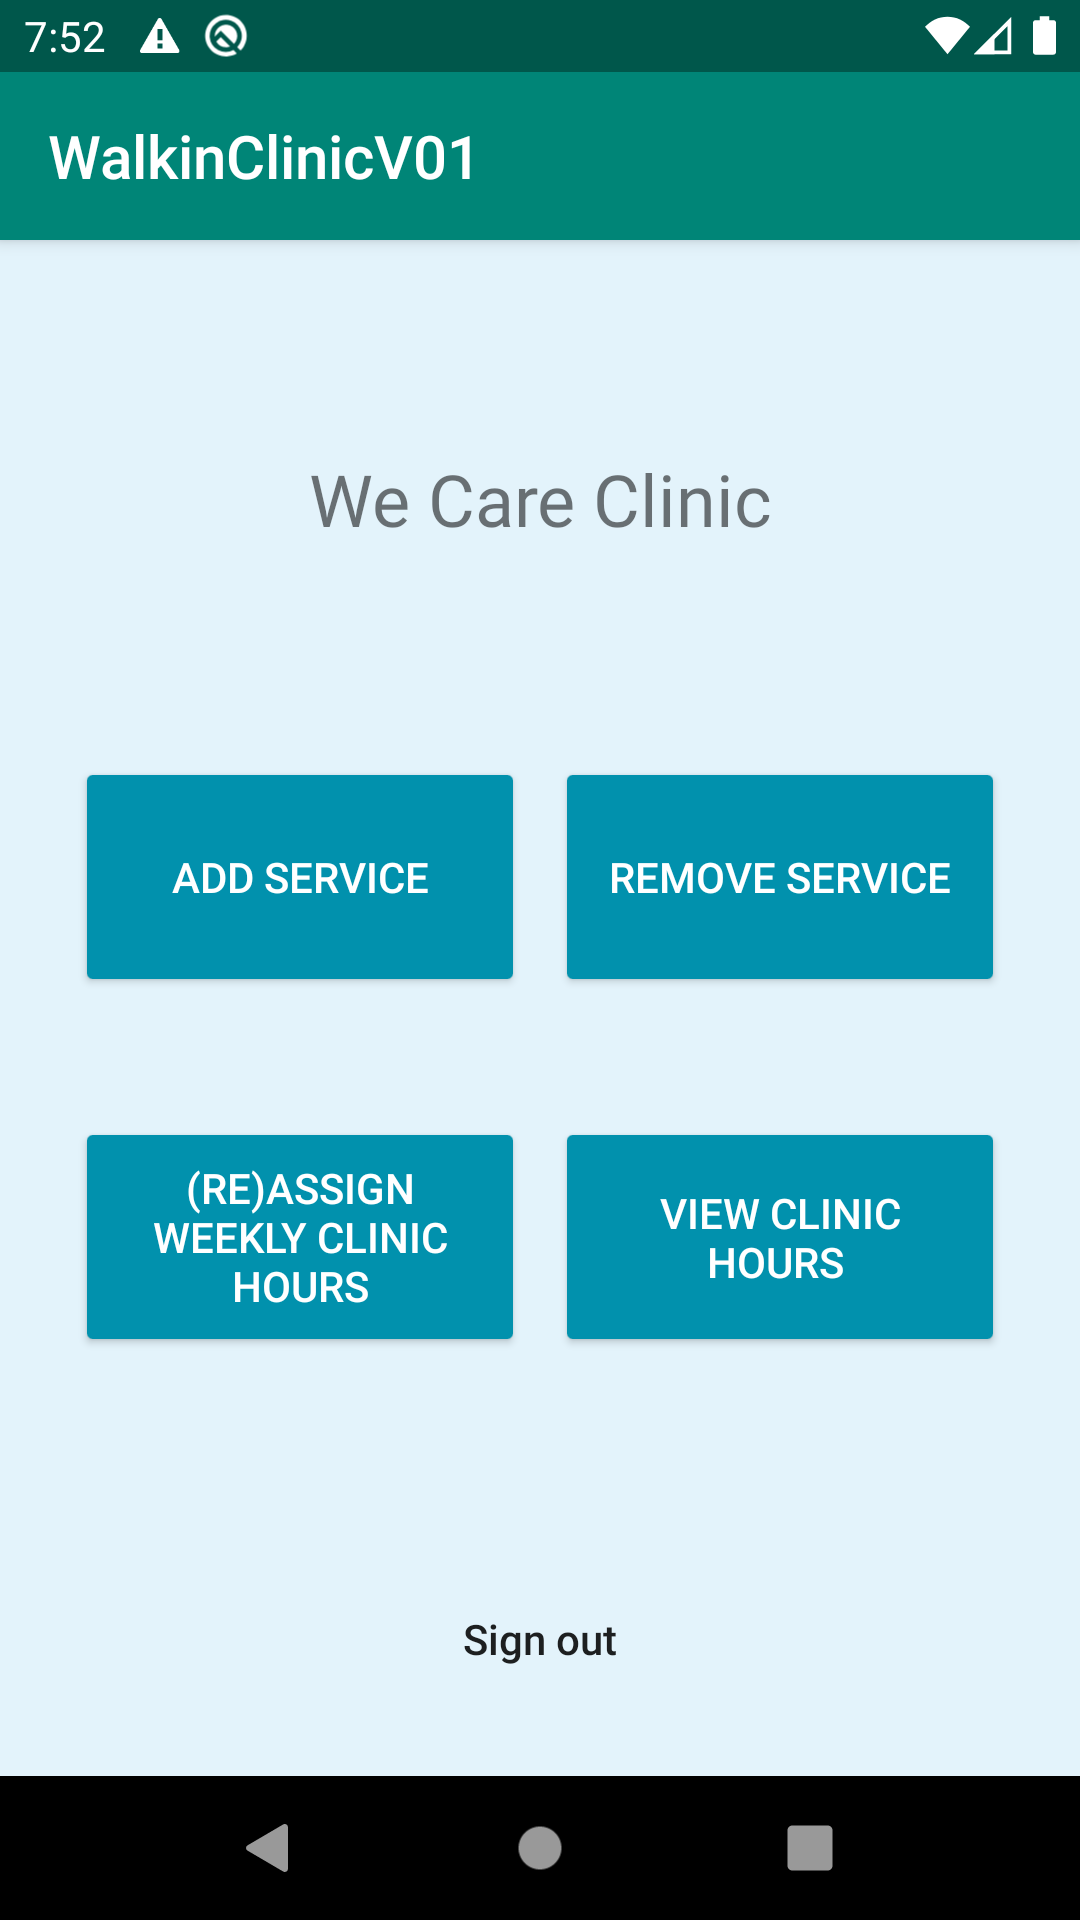 7:52
WalkinClinicV01
We Care Clinic
ADD SERVICE
REMOVE SERVICE
(RE)ASSIGN
WEEKLY CLINIC
HOURS
VIEW CLINIC
HOURS
Sign out